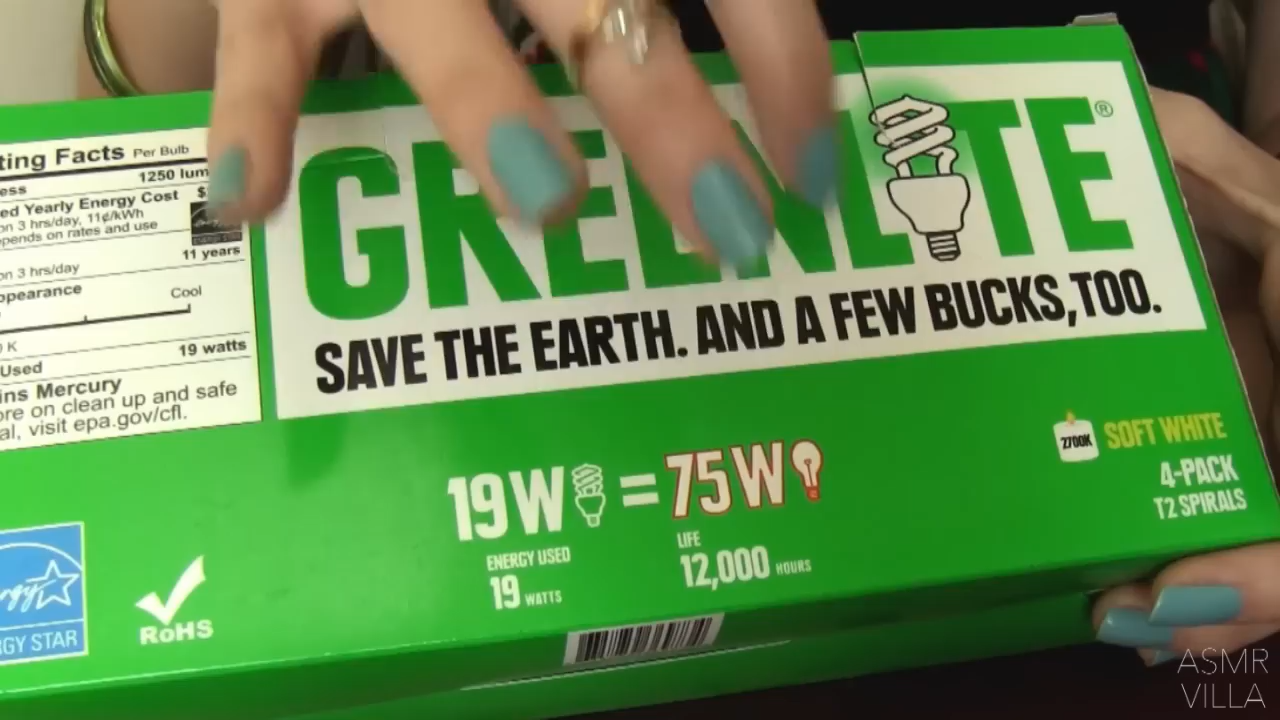 ting Facts Per Bulb
ess 1250 lum
ed Yearly Energy Cost $
on 3 hrs/day, 11¢/kWh
epends on rates and use
11 years
on 3 hrs/day
ppearance
Cool
K
19 watts
Used
ins Mercury
ore on clean up and safe
al, visit epa.gov/cfl.
GREENLITE®
SAVE THE EARTH. AND A FEW BUCKS, TOO.
19W = 75W
ENERGY USED
19 WATTS
LIFE
12,000 HOURS
2700K SOFT WHITE
4-PACK
T2 SPIRALS
RGY STAR
RoHS
ASMR
VILLA